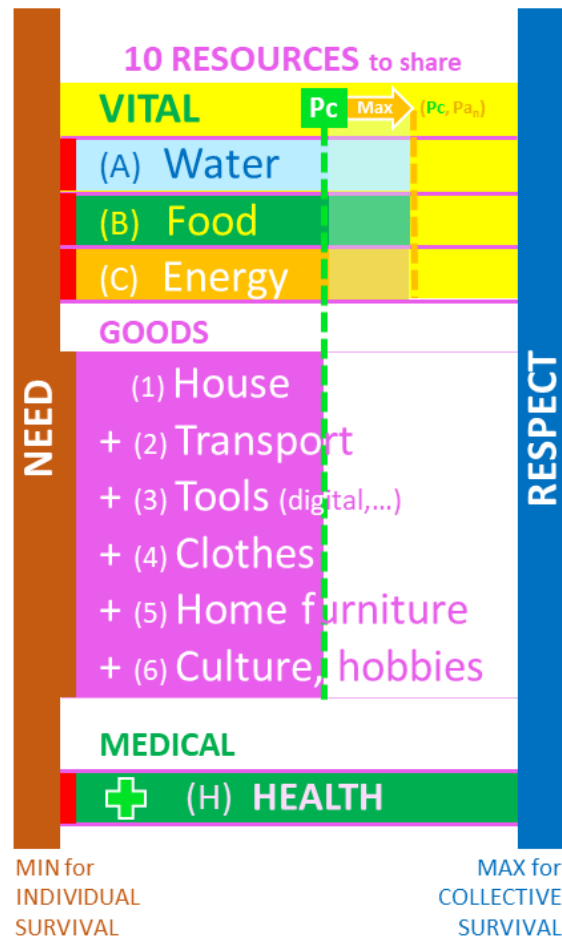 10 RESOURCES to share
VITAL Pc Max (Pc, Paₙ)
(A) Water
(B) Food
(C) Energy
GOODS
(1) House
+ (2) Transport
+ (3) Tools (digital,...)
+ (4) Clothes
+ (5) Home furniture
+ (6) Culture, hobbies
MEDICAL
(H) HEALTH
NEED
RESPECT
MIN for
INDIVIDUAL
SURVIVAL
MAX for
COLLECTIVE
SURVIVAL